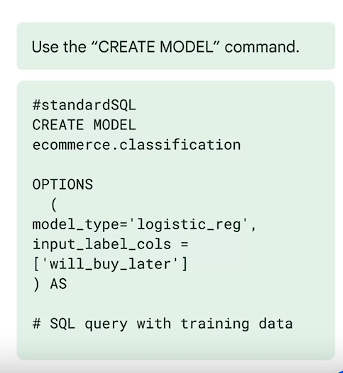 Use the “CREATE MODEL” command.
#standardSQL
CREATE MODEL
ecommerce.classification
OPTIONS
(
model_type='logistic_reg',
input_label_cols =
['will_buy_later']
) AS
# SQL query with training data